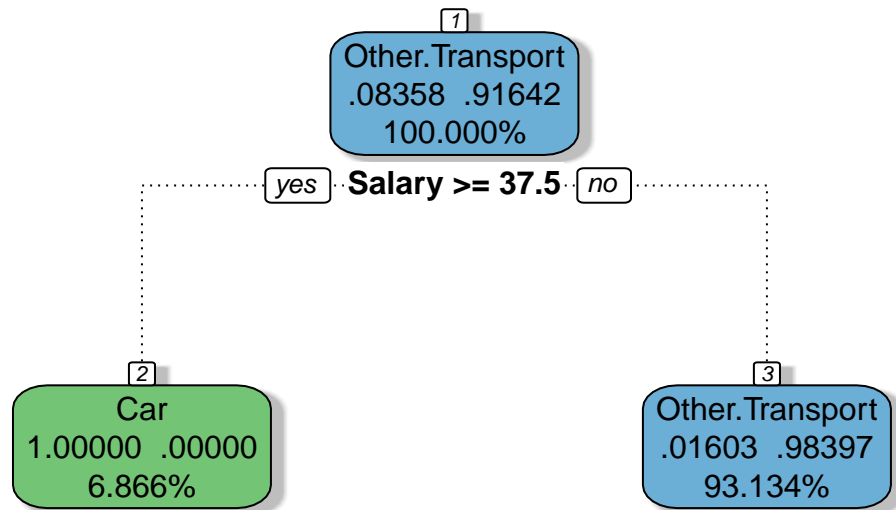 1
Other.Transport
.08358 .91642
100.000%
yes Salary >= 37.5 no
2
Car
1.00000 .00000
6.866%
3
Other.Transport
.01603 .98397
93.134%